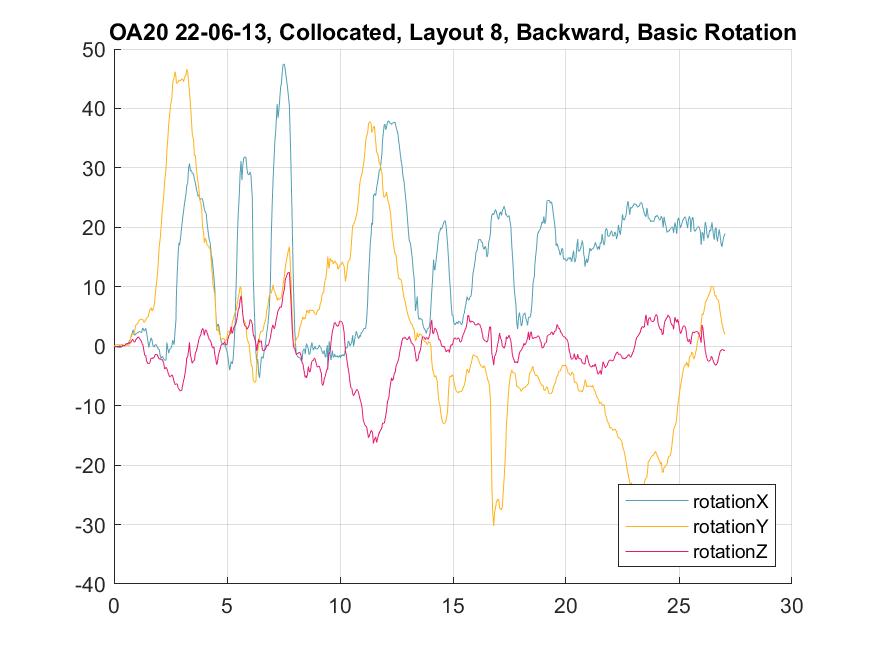 OA20 22-06-13, Collocated, Layout 8, Backward, Basic Rotation
50
40
30
20
10
0
-10
-20
-30
-40
rotationX
rotationY
rotationZ
0 5 10 15 20 25 30